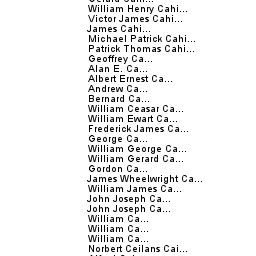 William Henry Cahi...
Victor James Cahi...
James Cahi...
Michael Patrick Cahi...
Patrick Thomas Cahi...
Geoffrey Ca...
Alan E. Ca...
Albert Ernest Ca...
Andrew Ca...
Bernard Ca...
William Ceasar Ca...
William Ewart Ca...
Frederick James Ca...
George Ca...
William George Ca...
William Gerard Ca...
Gordon Ca...
James Wheelwright Ca...
William James Ca...
John Joseph Ca...
John Joseph Ca...
William Ca...
William Ca...
William Ca...
Norbert Ceilans Cai...